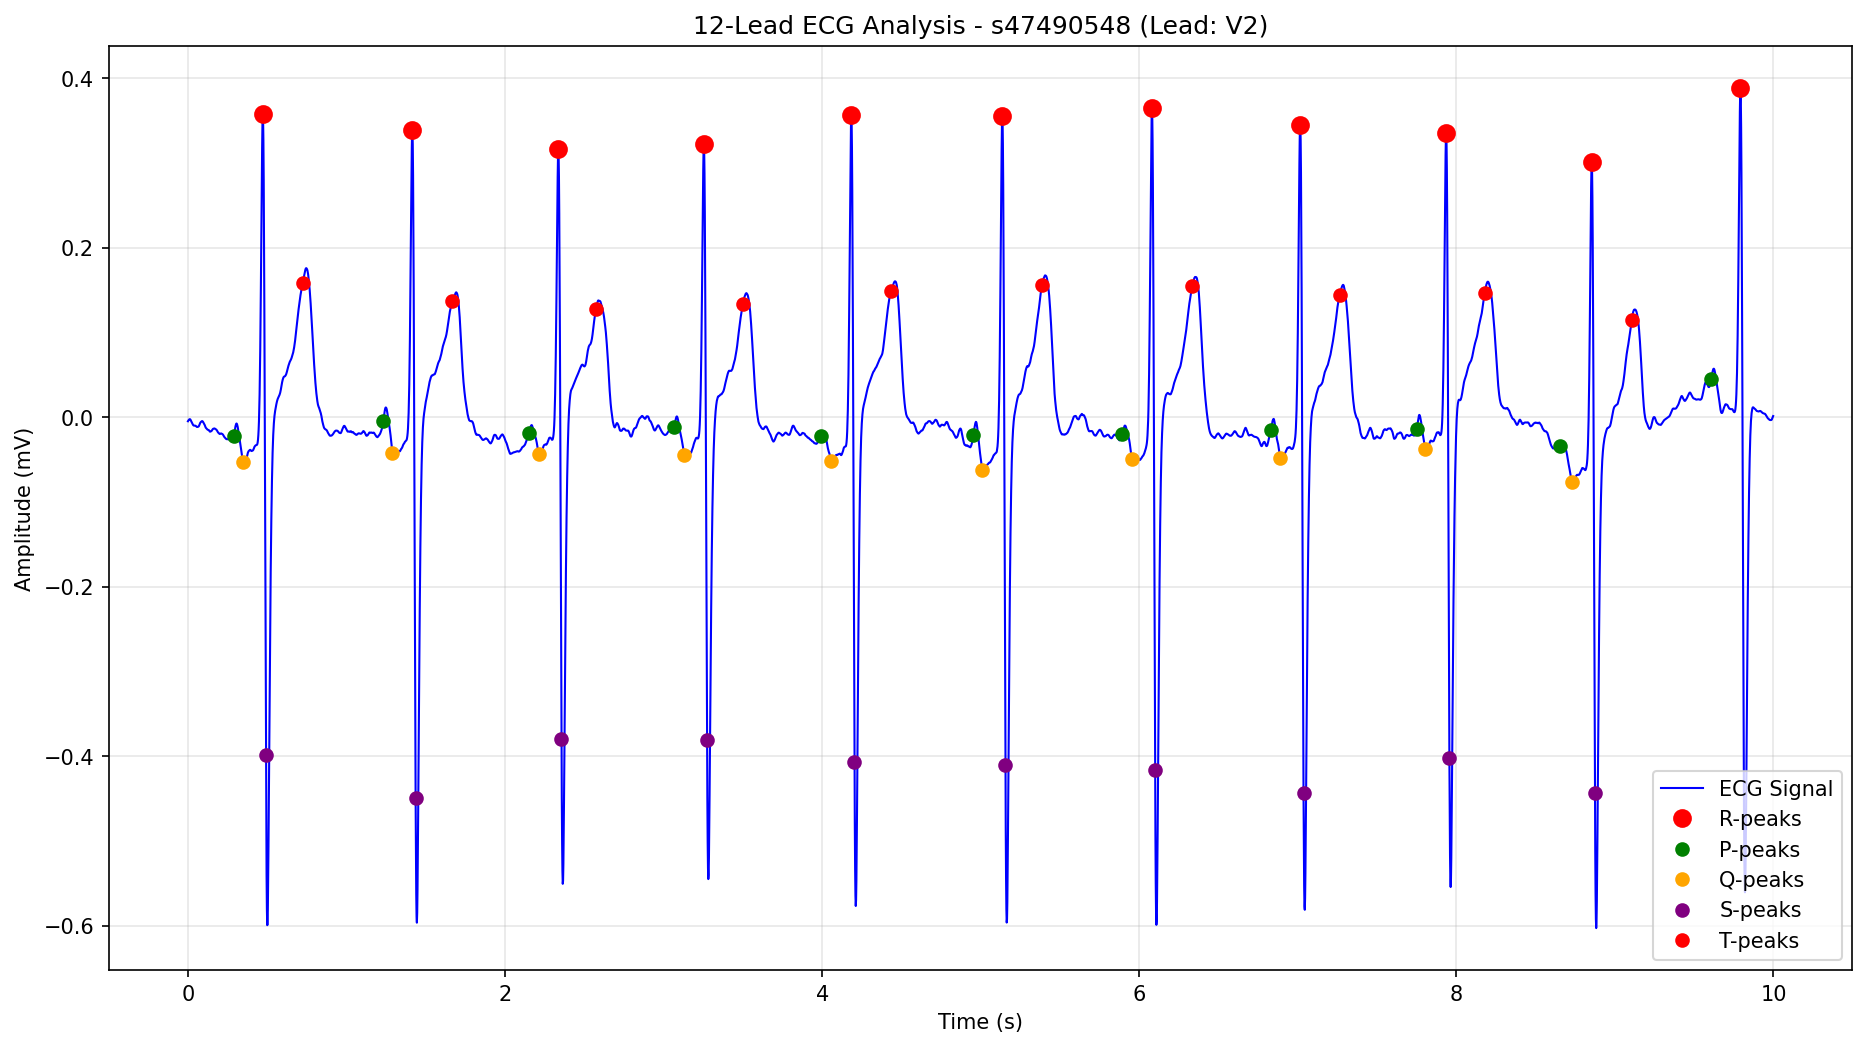 12-Lead ECG Analysis - s47490548 (Lead: V2)
0.4
0.2
0.0
−0.2
−0.4
−0.6
Amplitude (mV)
0
2
4
6
8
10
Time (s)
ECG Signal
R-peaks
P-peaks
Q-peaks
S-peaks
T-peaks